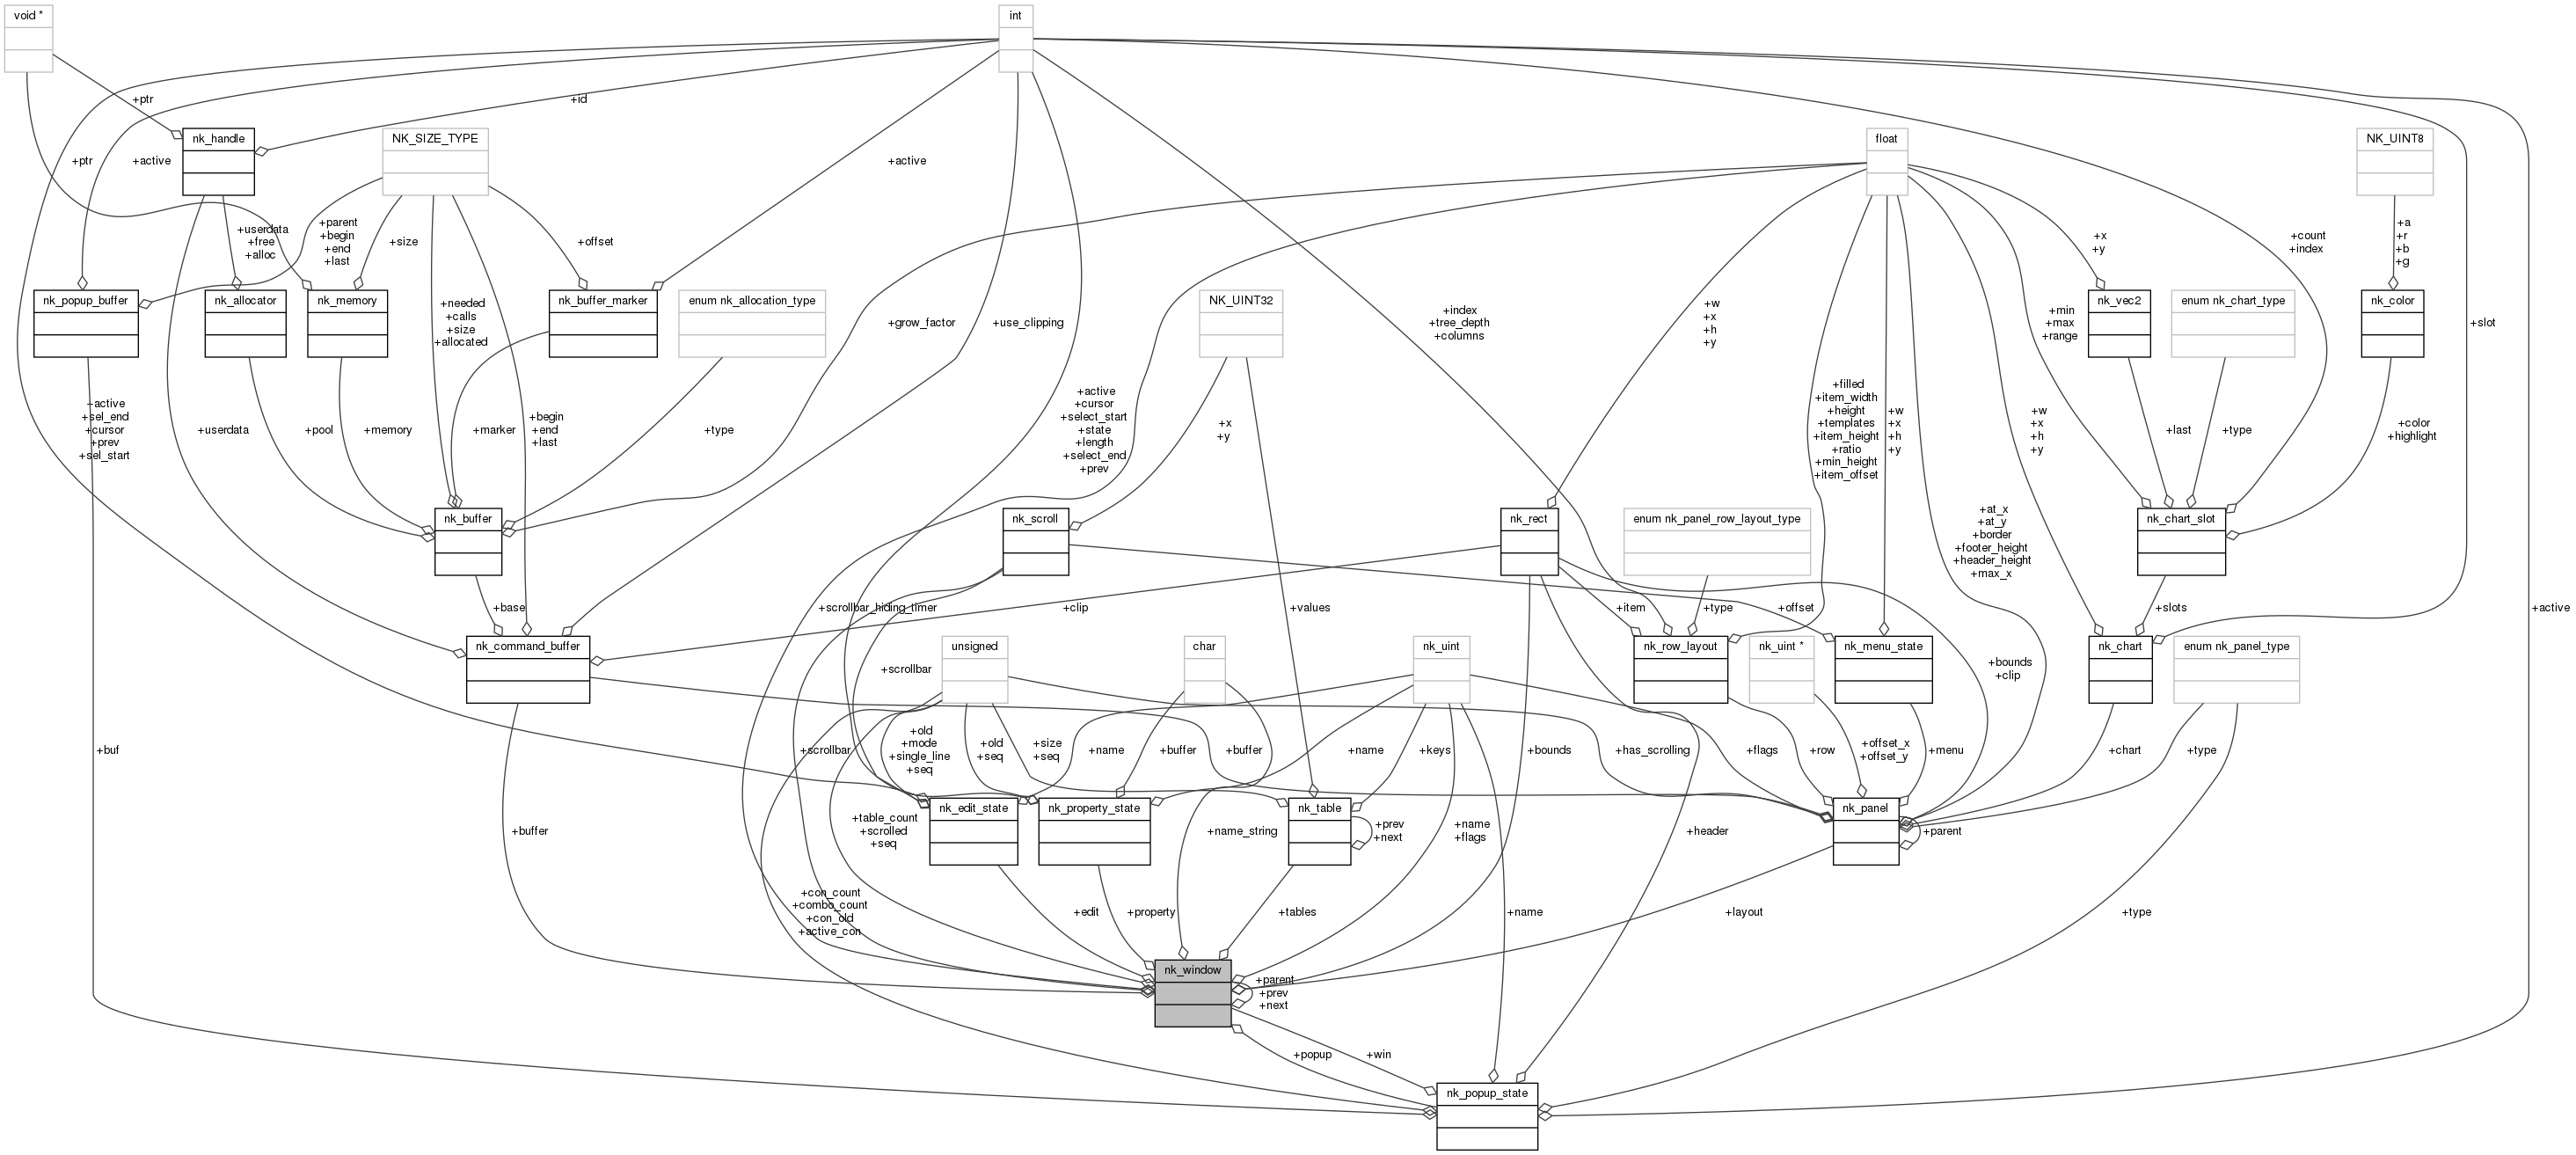 void *
int
+ptr
+id
nk_handle
NK_SIZE_TYPE
float
NK_UINT8
+ptr
+active
+active
+userdata
+free
+alloc
+parent
+begin
+end
+last
+size
+offset
+x
+y
+count
+index
+a
+r
+b
+g
nk_popup_buffer
nk_allocator
nk_memory
nk_buffer_marker
enum nk_allocation_type
NK_UINT32
nk_vec2
enum nk_chart_type
nk_color
+needed
+calls
+size
+allocated
+grow_factor
+use_clipping
+index
+tree_depth
+columns
+w
+x
+h
+y
+min
+max
+range
+slot
+active
+sel_end
+cursor
+prev
+sel_start
+userdata
+pool
+memory
+marker
+begin
+end
+last
+type
+active
+cursor
+select_start
+state
+length
+select_end
+prev
+x
+y
+filled
+item_width
+height
+templates
+item_height
+ratio
+min_height
+item_offset
+w
+x
+h
+y
+w
+x
+h
+y
+last
+type
+color
+highlight
nk_buffer
nk_scroll
nk_rect
enum nk_panel_row_layout_type
nk_chart_slot
+at_x
+at_y
+border
+footer_height
+header_height
+max_x
+base
+scrollbar_hiding_timer
+clip
+values
+item
+type
+offset
+slots
+active
nk_command_buffer
unsigned
char
nk_uint
nk_row_layout
nk_uint *
nk_menu_state
nk_chart
enum nk_panel_type
+scrollbar
+bounds
+clip
+buf
+scrollbar
+old
+mode
+single_line
+seq
+old
+seq
+size
+seq
+name
+buffer
+buffer
+name
+keys
+bounds
+has_scrolling
+flags
+row
+offset_x
+offset_y
+menu
+chart
+type
nk_edit_state
nk_property_state
nk_table
nk_panel
+buffer
+table_count
+scrolled
+seq
+name_string
+prev
+next
+name
+flags
+header
+parent
+con_count
+combo_count
+con_old
+active_con
+edit
+property
+tables
+name
+layout
+type
nk_window
+parent
+prev
+next
+popup
+win
nk_popup_state